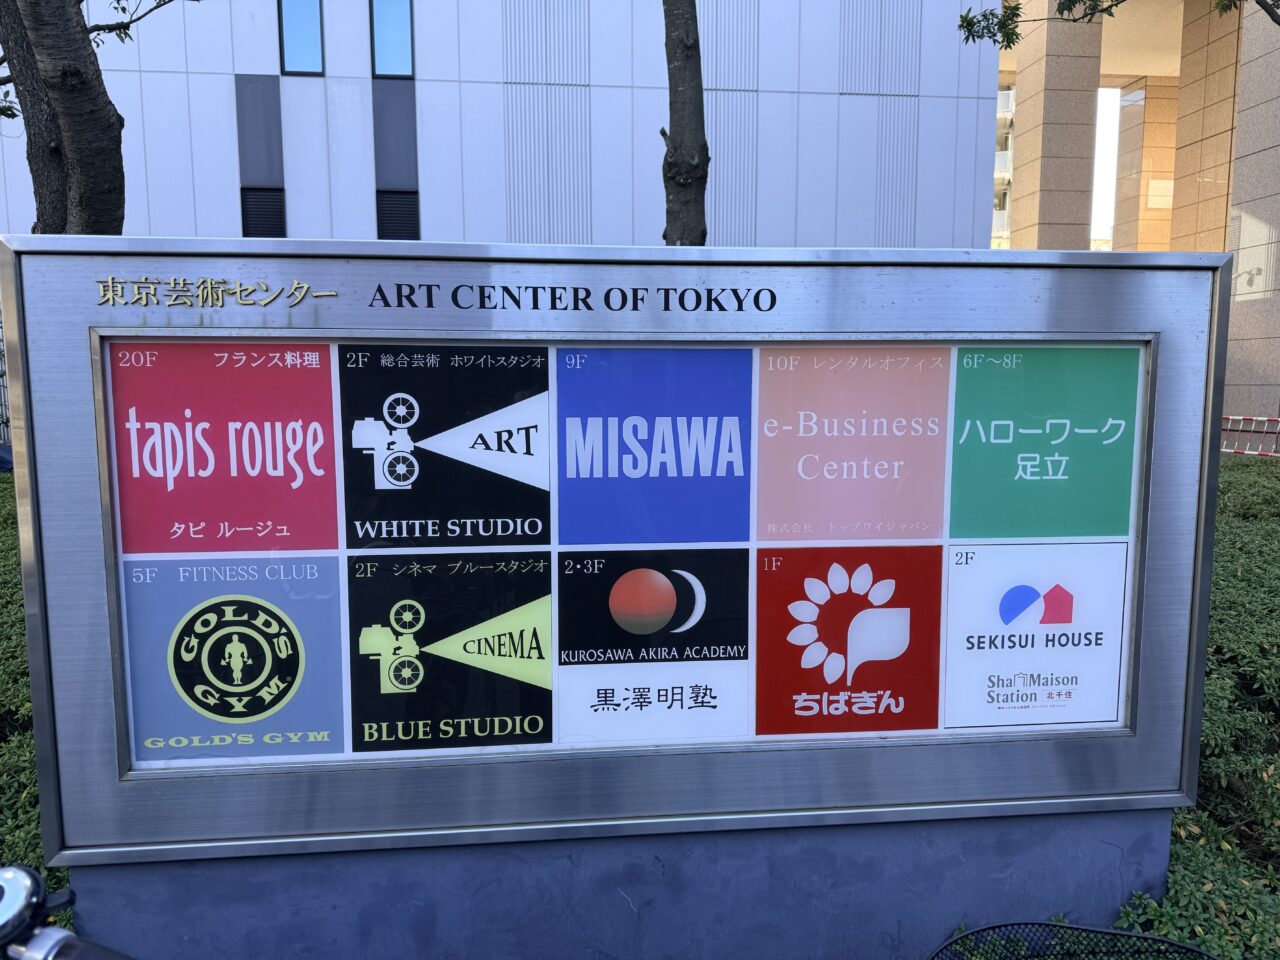 東京芸術センター ART CENTER OF TOKYO
20F フランス料理
tapis rouge
タピ ルージュ
2F 総合芸術 ホワイトスタジオ
ART
WHITE STUDIO
9F
MISAWA
10F レンタルオフィス
e-Business
Center
株式会社 トップワイジャパン
6F～8F
ハローワーク
足立
5F FITNESS CLUB
GOLD'S
GYM
GOLD'S GYM
2F シネマ ブルースタジオ
CINEMA
BLUE STUDIO
2・3F
KUROSAWA AKIRA ACADEMY
黒澤明塾
1F
ちばぎん
2F
SEKISUI HOUSE
ShaMaison
Station 北千住